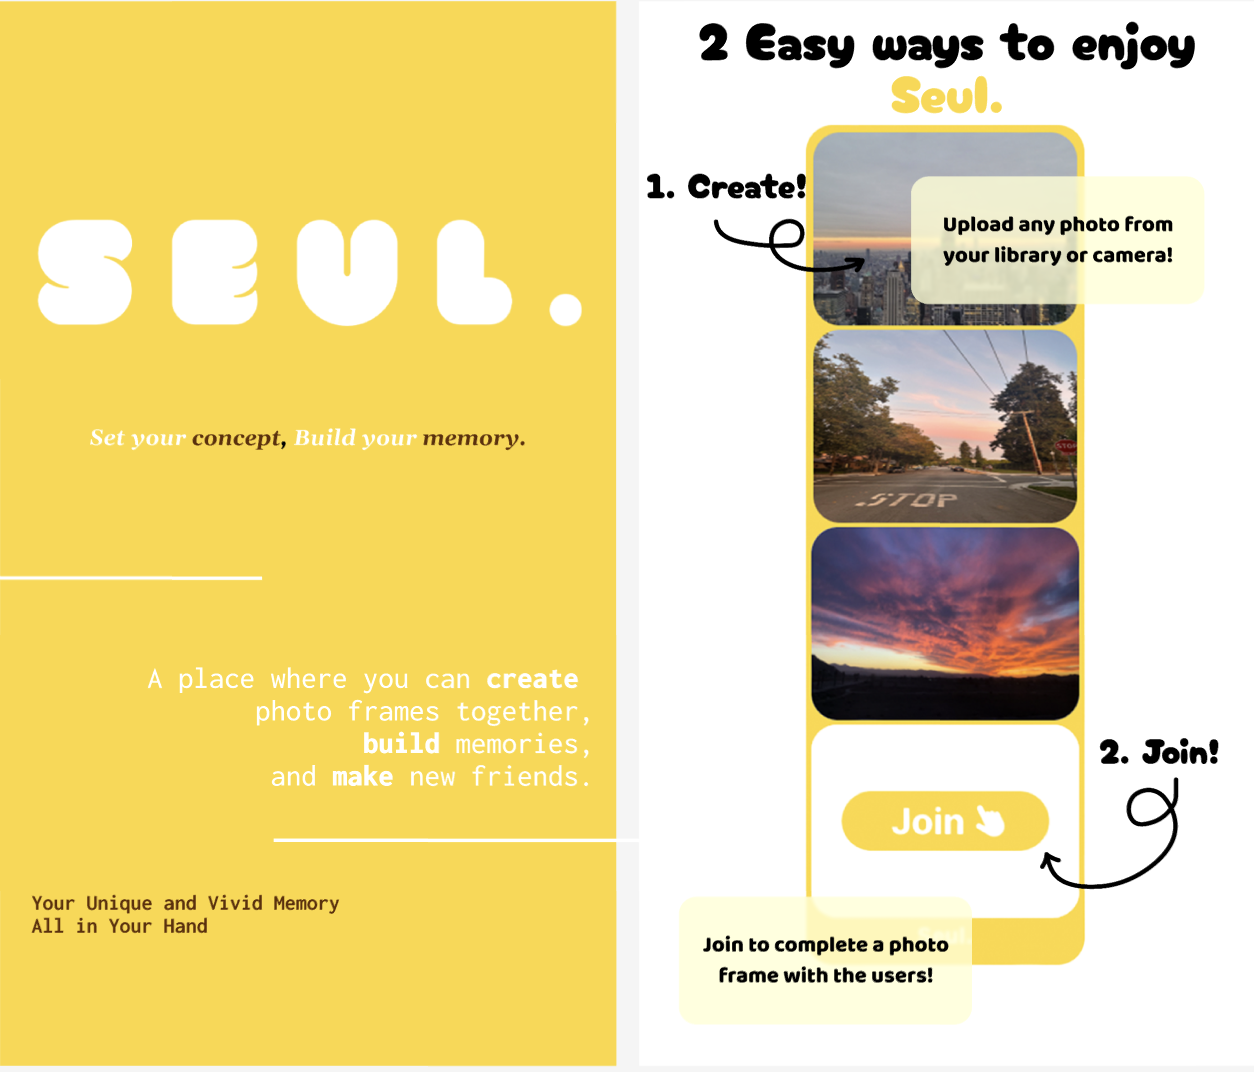 SEUL.
Set your concept, Build your memory.
A place where you can create
photo frames together,
build memories,
and make new friends.
Your Unique and Vivid Memory
All in Your Hand
2 Easy ways to enjoy
Seul.
1. Create!
Upload any photo from
your library or camera!
STOP
STOP
2. Join!
Join
Seul.
Join to complete a photo
frame with the users!